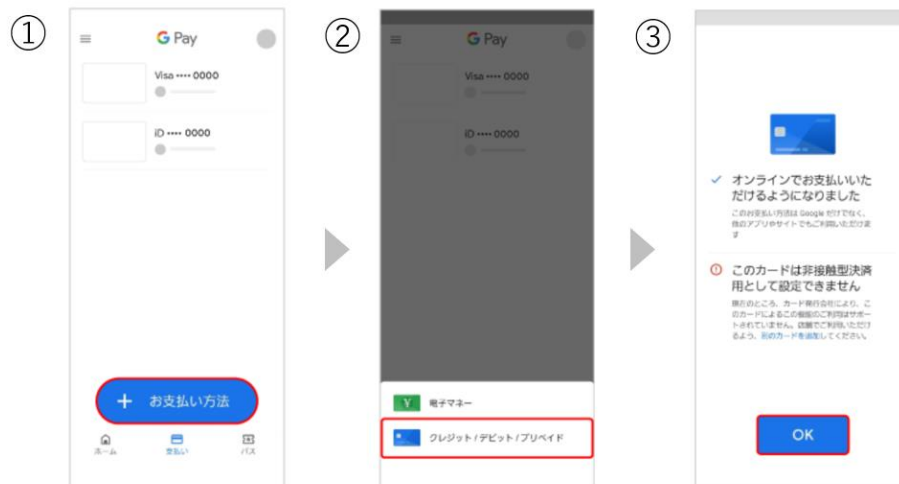 ①
G Pay
Visa •••• 0000
iD •••• 0000
+ お支払い方法
ホーム
支払い
パス
②
G Pay
Visa •••• 0000
iD •••• 0000
電子マネー
クレジット / デビット / プリペイド
③
オンラインでお支払いいた
だけるようになりました
このお支払い方法は Google だけでなく、
他のアプリやサイトでもご利用いただけま
す
このカードは非接触型決済
用として設定できません
現在のところ、カード発行会社により、こ
のカードによるこの機能のご利用はサポー
トされていません。店舗でご利用いただけ
るよう、別のカードを追加してください。
OK